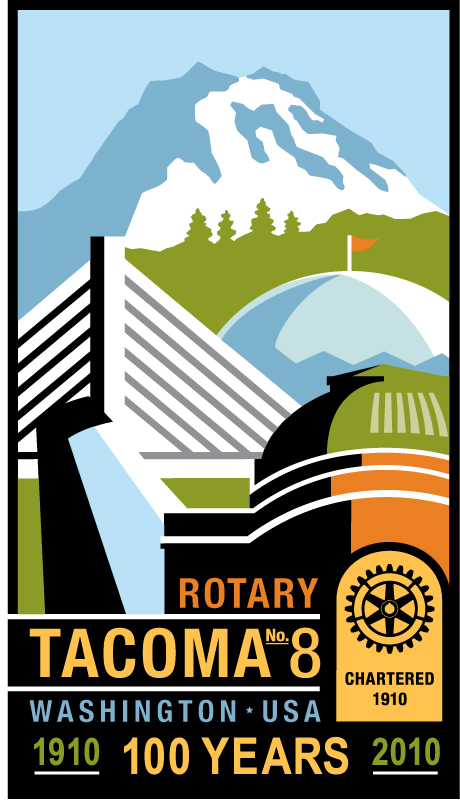 ROTARY
TACOMA No. 8
CHARTERED
1910
WASHINGTON ★ USA
1910 100 YEARS 2010